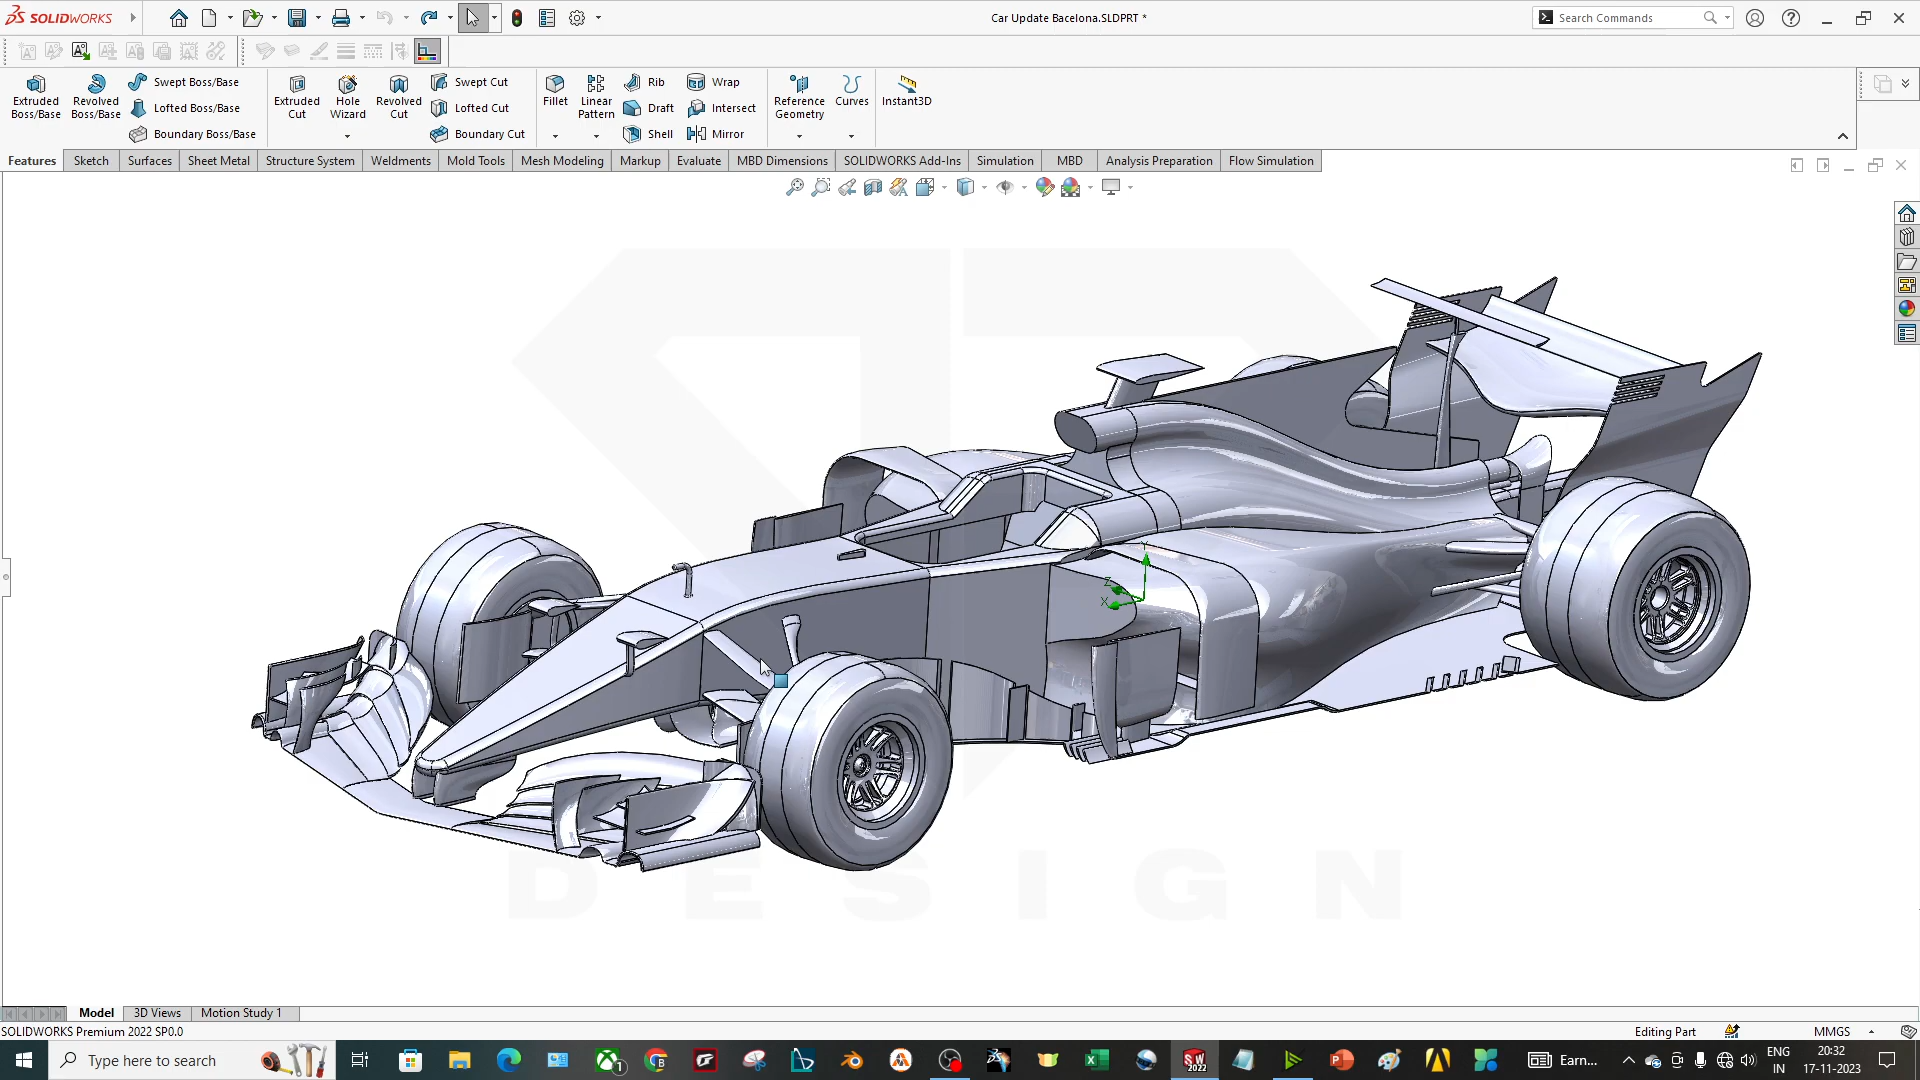 SOLIDWORKS
Car Update Bacelona.SLDPRT *
Search Commands
Extruded Boss/Base
Revolved Boss/Base
Swept Boss/Base
Lofted Boss/Base
Boundary Boss/Base
Extruded Cut
Hole Wizard
Revolved Cut
Swept Cut
Lofted Cut
Boundary Cut
Fillet
Linear Pattern
Rib
Draft
Shell
Wrap
Intersect
Mirror
Reference Geometry
Curves
Instant3D
Features Sketch Surfaces Sheet Metal Structure System Weldments Mold Tools Mesh Modeling Markup Evaluate MBD Dimensions SOLIDWORKS Add-Ins Simulation MBD Analysis Preparation Flow Simulation
Y
Z
X
DESIGN
Model 3D Views Motion Study 1
SOLIDWORKS Premium 2022 SP0.0
Editing Part
MMGS
Type here to search
1
SW
2022
Earn...
ENG
IN
20:32
17-11-2023